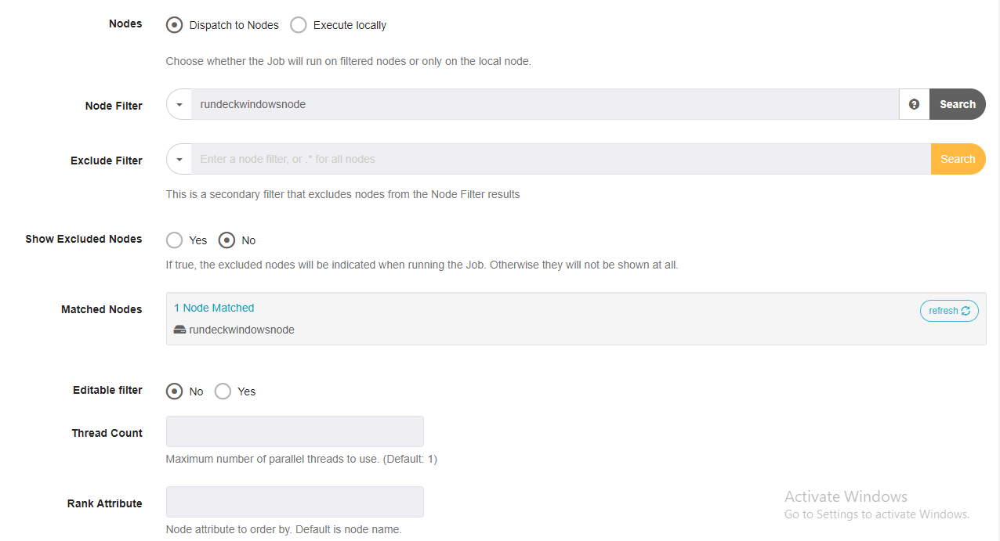 Nodes
Dispatch to Nodes Execute locally
Choose whether the Job will run on filtered nodes or only on the local node.
Node Filter
rundeckwindowsnode
Search
Exclude Filter
Enter a node filter, or .* for all nodes
Search
This is a secondary filter that excludes nodes from the Node Filter results
Show Excluded Nodes
Yes No
If true, the excluded nodes will be indicated when running the Job. Otherwise they will not be shown at all.
Matched Nodes
1 Node Matched
refresh
rundeckwindowsnode
Editable filter
No Yes
Thread Count
Maximum number of parallel threads to use. (Default: 1)
Rank Attribute
Node attribute to order by. Default is node name.
Activate Windows
Go to Settings to activate Windows.